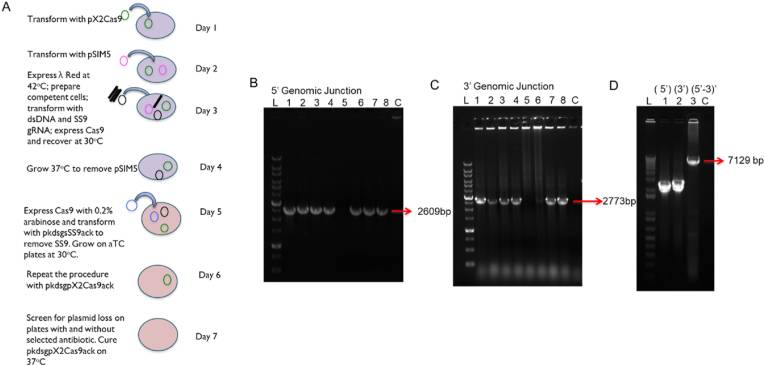 A
Transform with pX2Cas9
Day 1
Transform with pSIM5
Day 2
Express λ Red at
42°C; prepare
competent cells;
transform with
dsDNA and SS9
gRNA; express Cas9
and recover at 30°C
Day 3
Grow 37°C to remove pSIM5
Day 4
Express Cas9 with 0.2%
arabinose and transform
with pkdsgsSS9ack to
remove SS9. Grow on aTC
plates at 30°C.
Day 5
Repeat the procedure
with pkdsgpX2Cas9ack
Day 6
Screen for plasmid loss on
plates with and without
selected antibiotic. Cure
pkdsgpX2Cas9ack on
37°C
Day 7
B
5' Genomic Junction
L 1 2 3 4 5 6 7 8 C
2609bp
C
3' Genomic Junction
L 1 2 3 4 5 6 7 8 C
2773bp
D
( 5') (3') (5'-3)'
L 1 2 3 C
7129 bp